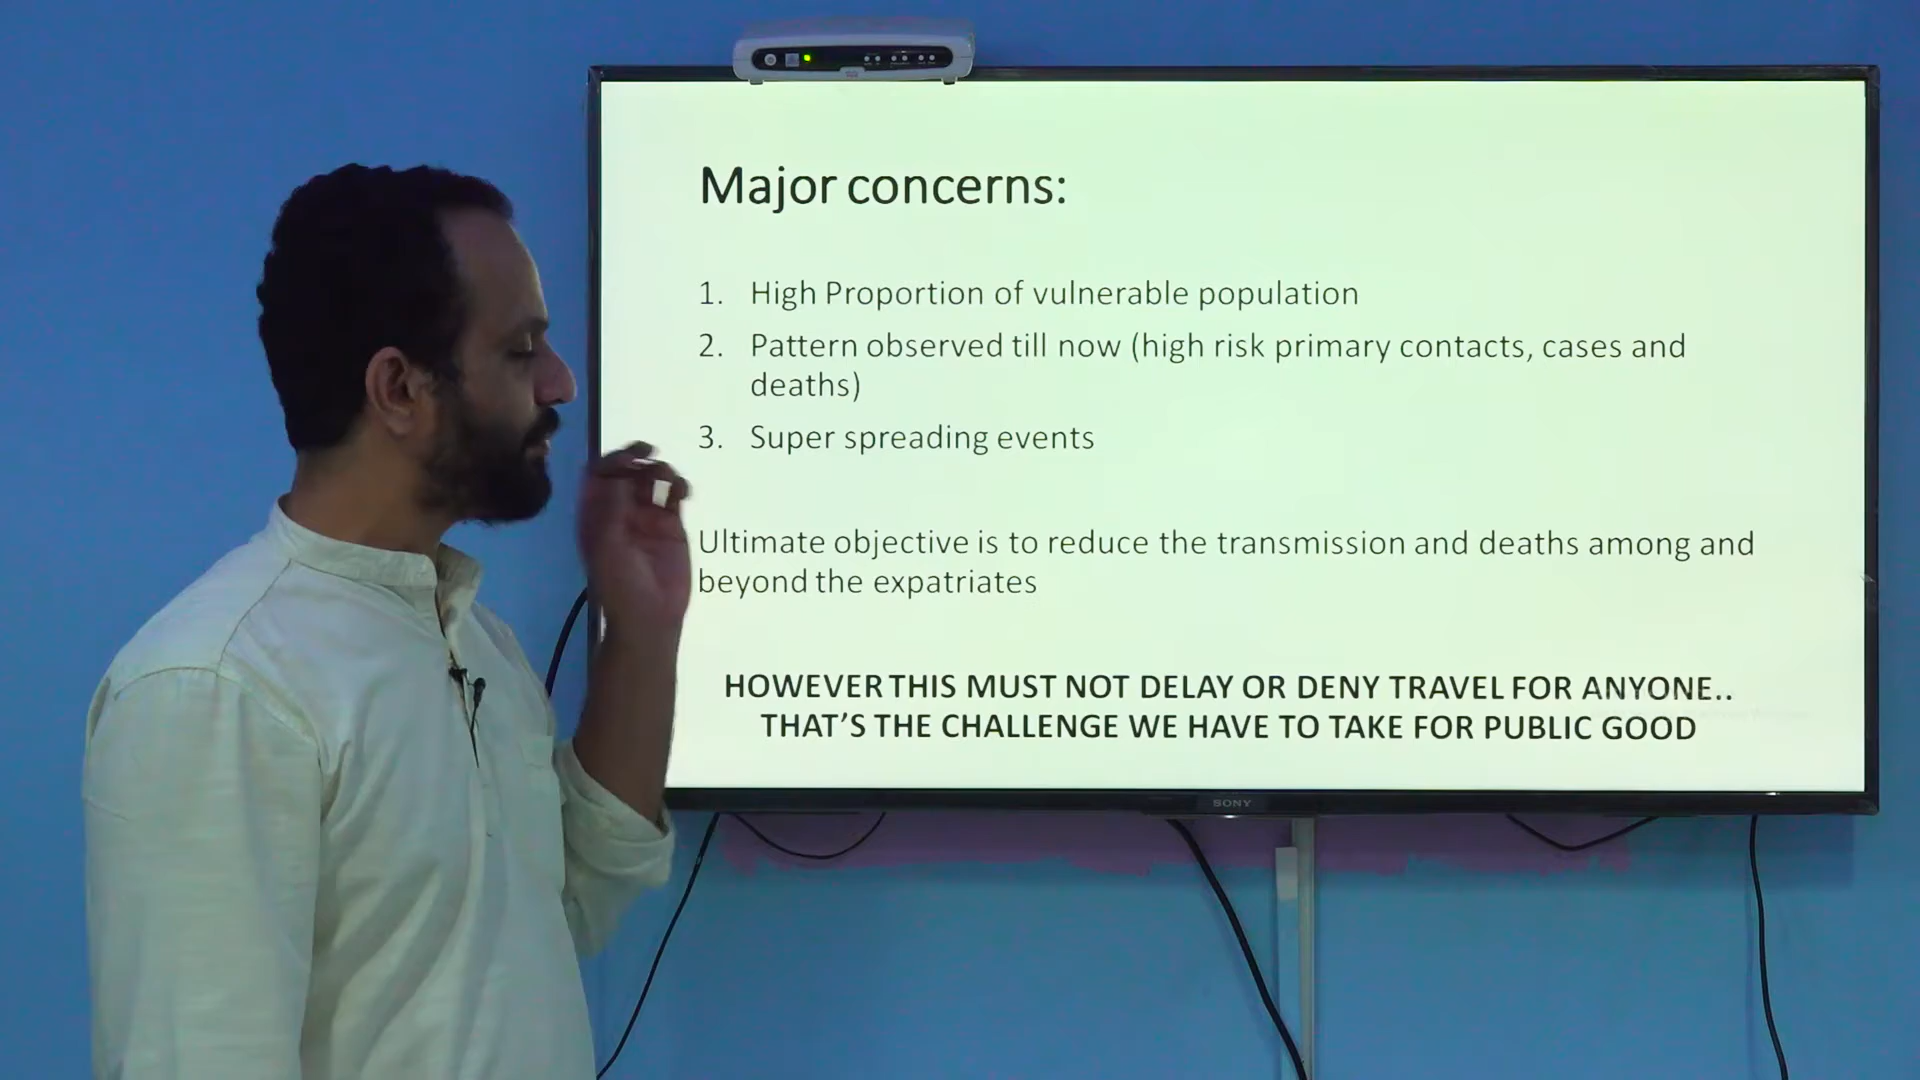 Major concerns:
1. High Proportion of vulnerable population
2. Pattern observed till now (high risk primary contacts, cases and
deaths)
3. Super spreading events
Ultimate objective is to reduce the transmission and deaths among and
beyond the expatriates
HOWEVER THIS MUST NOT DELAY OR DENY TRAVEL FOR ANYONE..
THAT'S THE CHALLENGE WE HAVE TO TAKE FOR PUBLIC GOOD
SONY